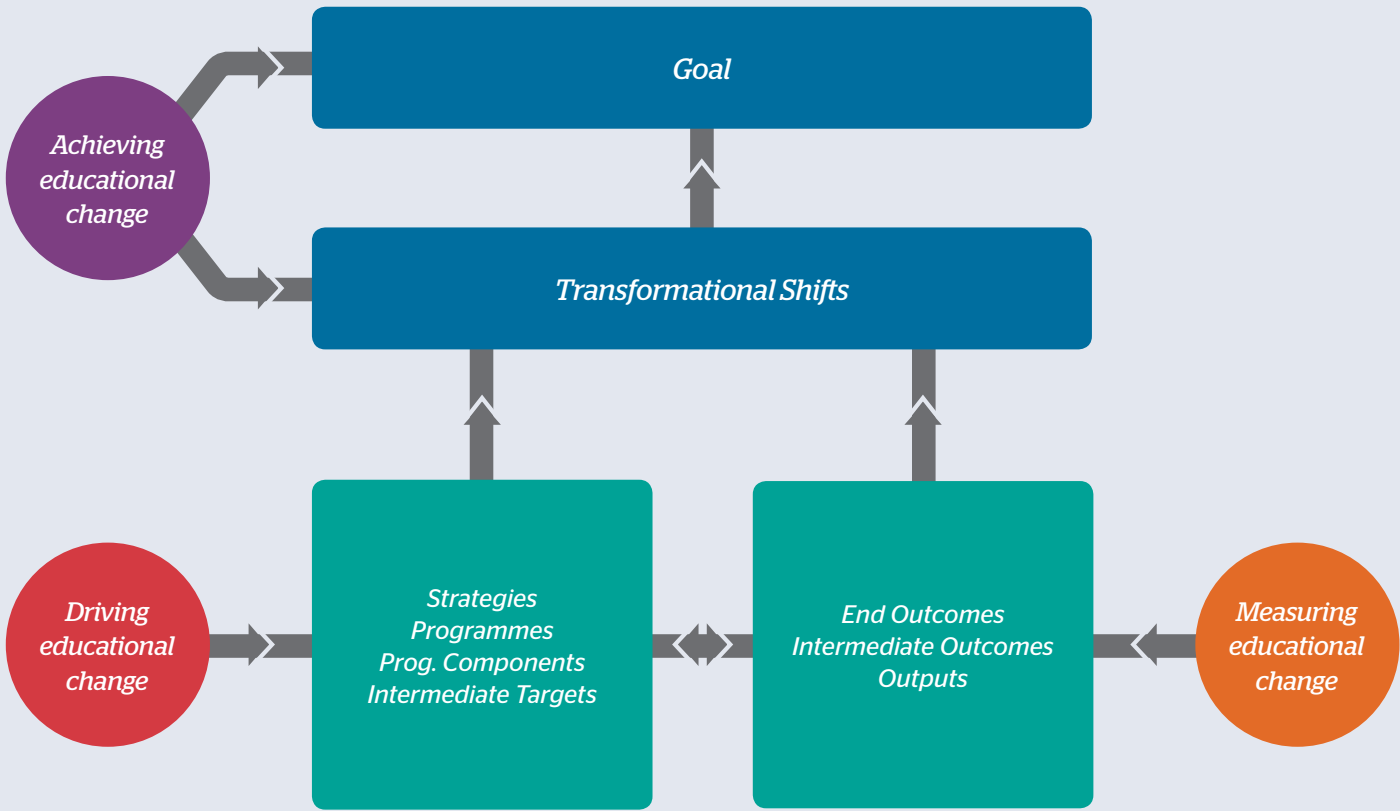 Goal
Achieving
educational
change
Transformational Shifts
Driving
educational
change
Strategies
Programmes
Prog. Components
Intermediate Targets
End Outcomes
Intermediate Outcomes
Outputs
Measuring
educational
change